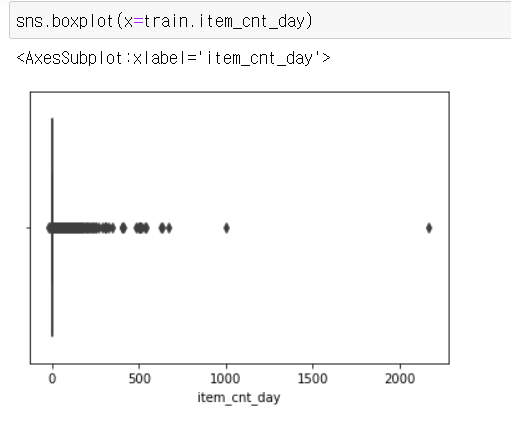 sns.boxplot(x=train.item_cnt_day)
<AxesSubplot:xlabel='item_cnt_day'>
0 500 1000 1500 2000
item_cnt_day